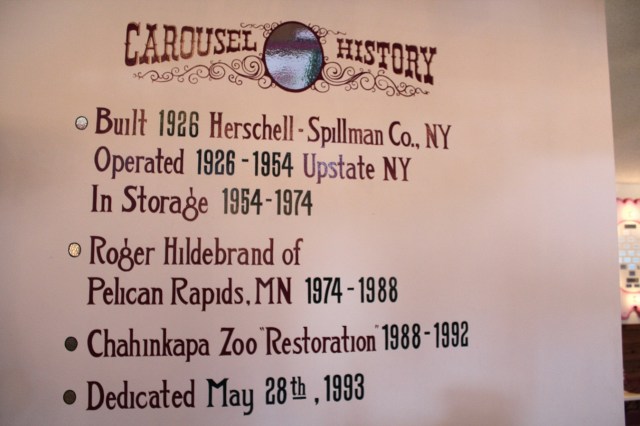 CAROUSEL HISTORY
Built 1926 Herschell-Spillman Co., NY
Operated 1926-1954 Upstate NY
In Storage 1954-1974
Roger Hildebrand of
Pelican Rapids, MN 1974-1988
Chahinkapa Zoo "Restoration" 1988-1992
Dedicated May 28th, 1993